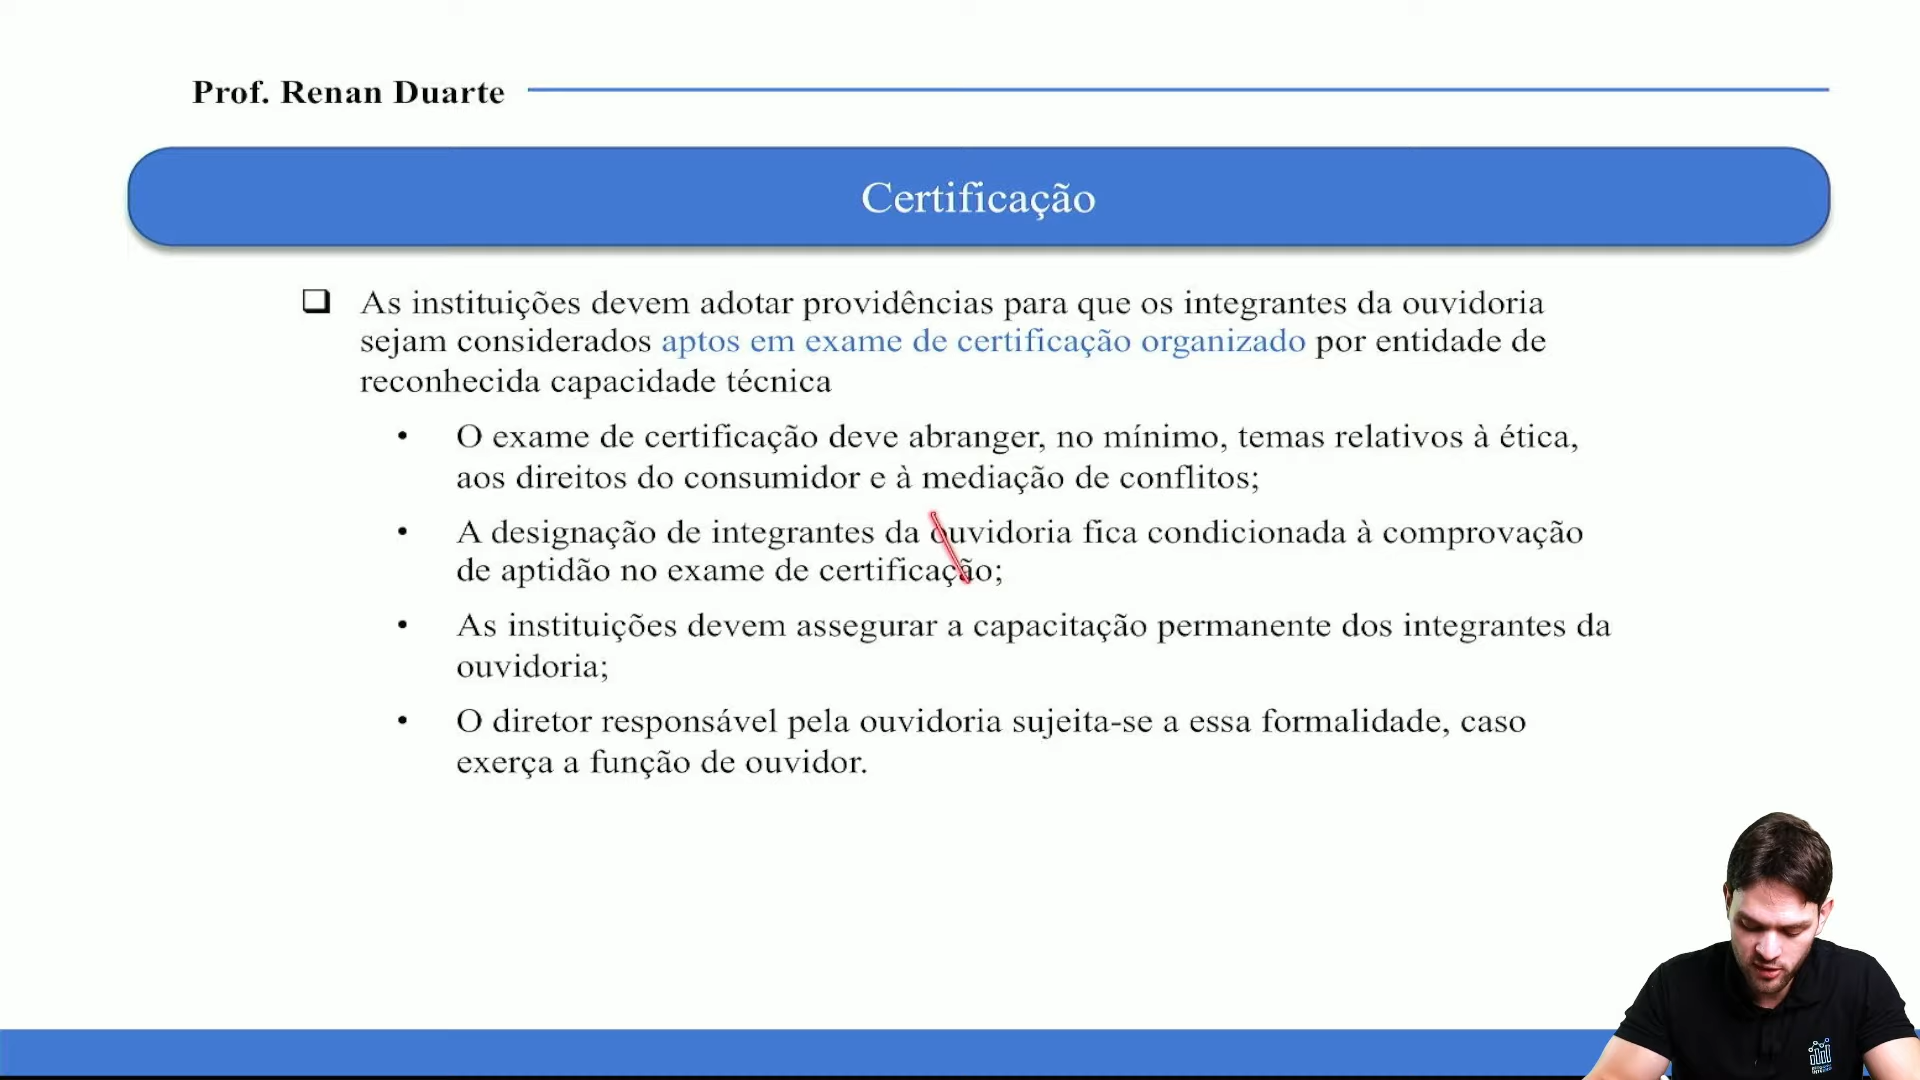 Prof. Renan Duarte
Certificação
As instituições devem adotar providências para que os integrantes da ouvidoria
sejam considerados aptos em exame de certificação organizado por entidade de
reconhecida capacidade técnica
• O exame de certificação deve abranger, no mínimo, temas relativos à ética,
aos direitos do consumidor e à mediação de conflitos;
• A designação de integrantes da ouvidoria fica condicionada à comprovação
de aptidão no exame de certificação;
• As instituições devem assegurar a capacitação permanente dos integrantes da
ouvidoria;
• O diretor responsável pela ouvidoria sujeita-se a essa formalidade, caso
exerça a função de ouvidor.